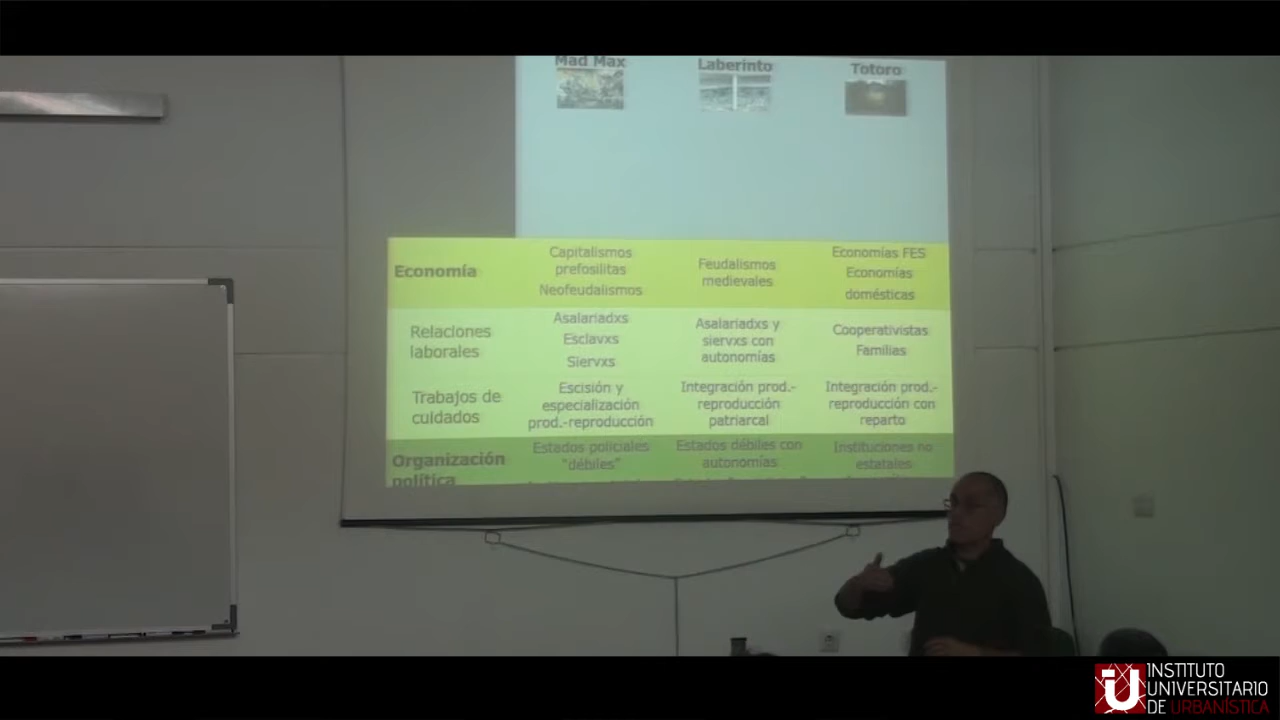 Mad Max
Laberinto
Totoro
Economía
Capitalismos
prefosilitas
Neofeudalismos
Feudalismos
medievales
Economías FES
Economías
domésticas
Relaciones
laborales
Asalariadxs
Esclavxs
Siervxs
Asalariadxs y
siervxs con
autonomías
Cooperativistas
Familias
Trabajos de
cuidados
Escisión y
especialización
prod.-reproducción
Integración prod.-
reproducción
patriarcal
Integración prod.-
reproducción con
reparto
Organización
política
Estados policiales
"débiles"
Estados débiles con
autonomías
Instituciones no
estatales
INSTITUTO
UNIVERSITARIO
DE URBANÍSTICA